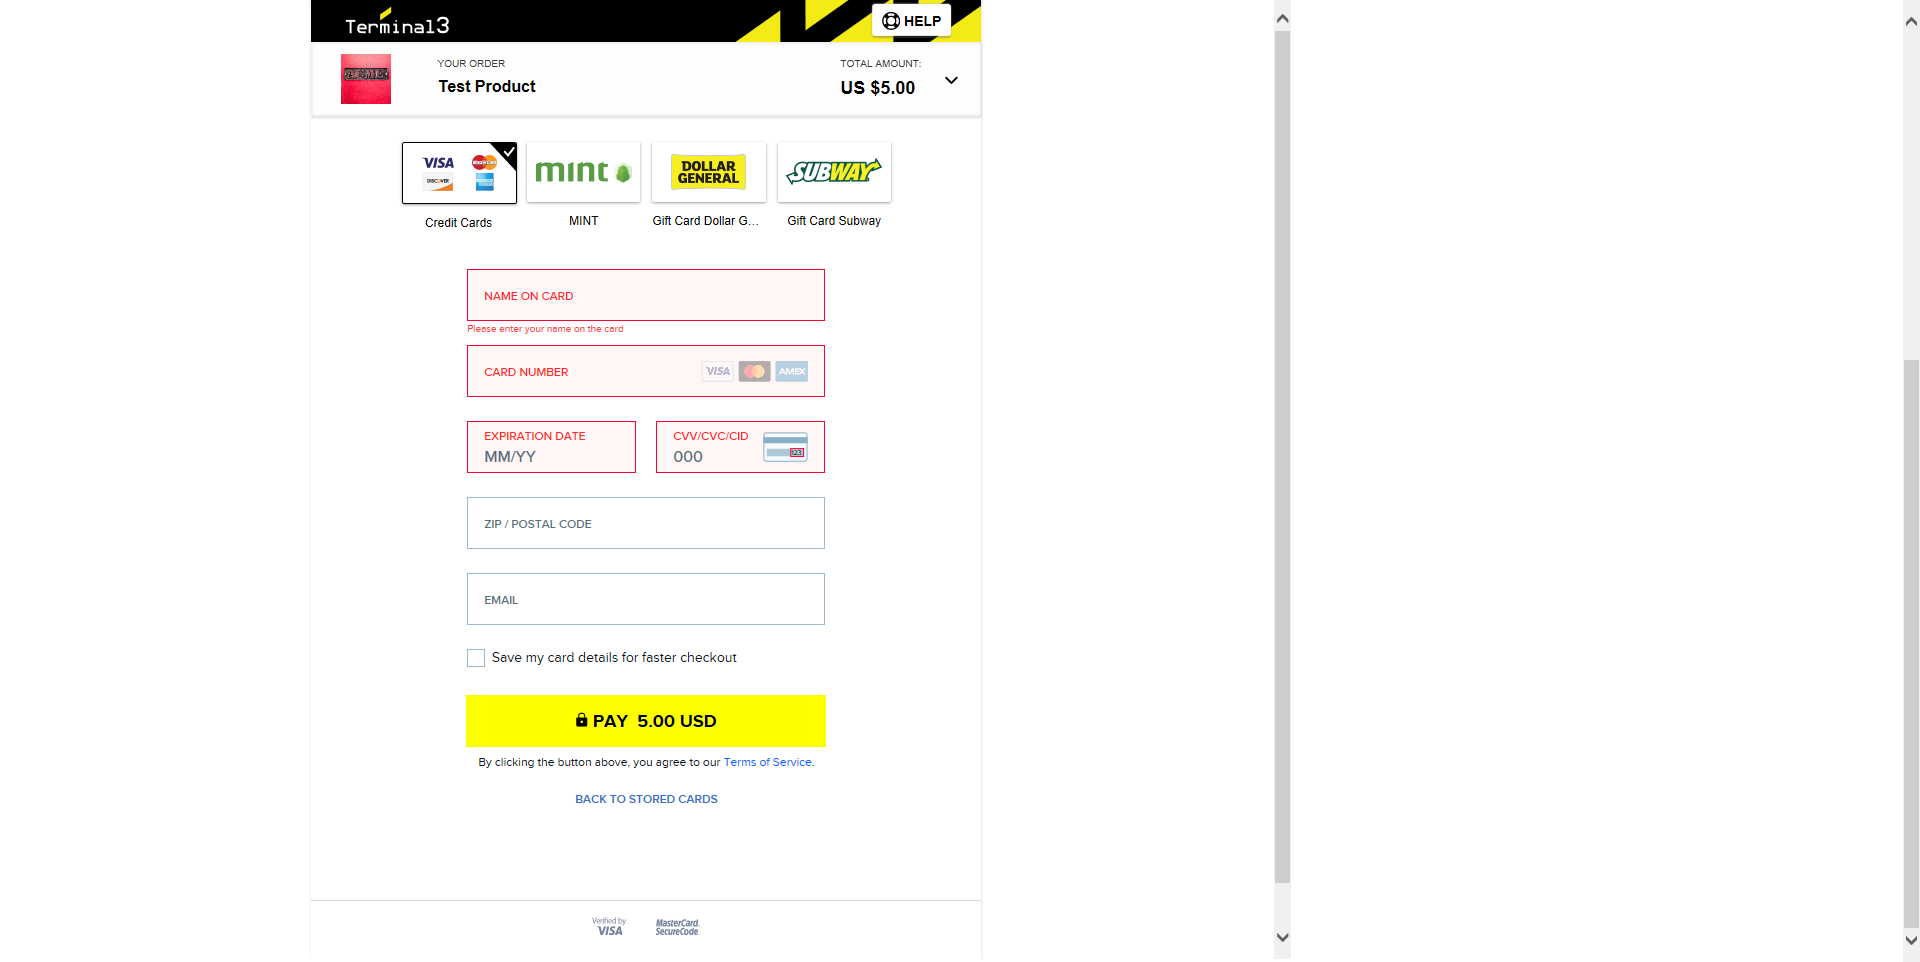 Terminal3
HELP
YOUR ORDER
Test Product
TOTAL AMOUNT:
US $5.00
ACME
VISA
MasterCard
DISCOVER
mint
DOLLAR
GENERAL
SUBWAY
Credit Cards
MINT
Gift Card Dollar G...
Gift Card Subway
NAME ON CARD
Please enter your name on the card
CARD NUMBER
VISA
AMEX
EXPIRATION DATE
MM/YY
CVV/CVC/CID
000
123
ZIP / POSTAL CODE
EMAIL
Save my card details for faster checkout
PAY 5.00 USD
By clicking the button above, you agree to our Terms of Service.
BACK TO STORED CARDS
Verified by
VISA
MasterCard.
SecureCode.